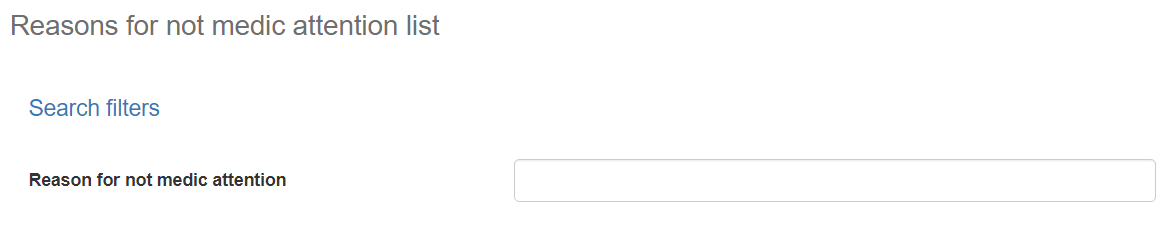 Reasons for not medic attention list
Search filters
Reason for not medic attention